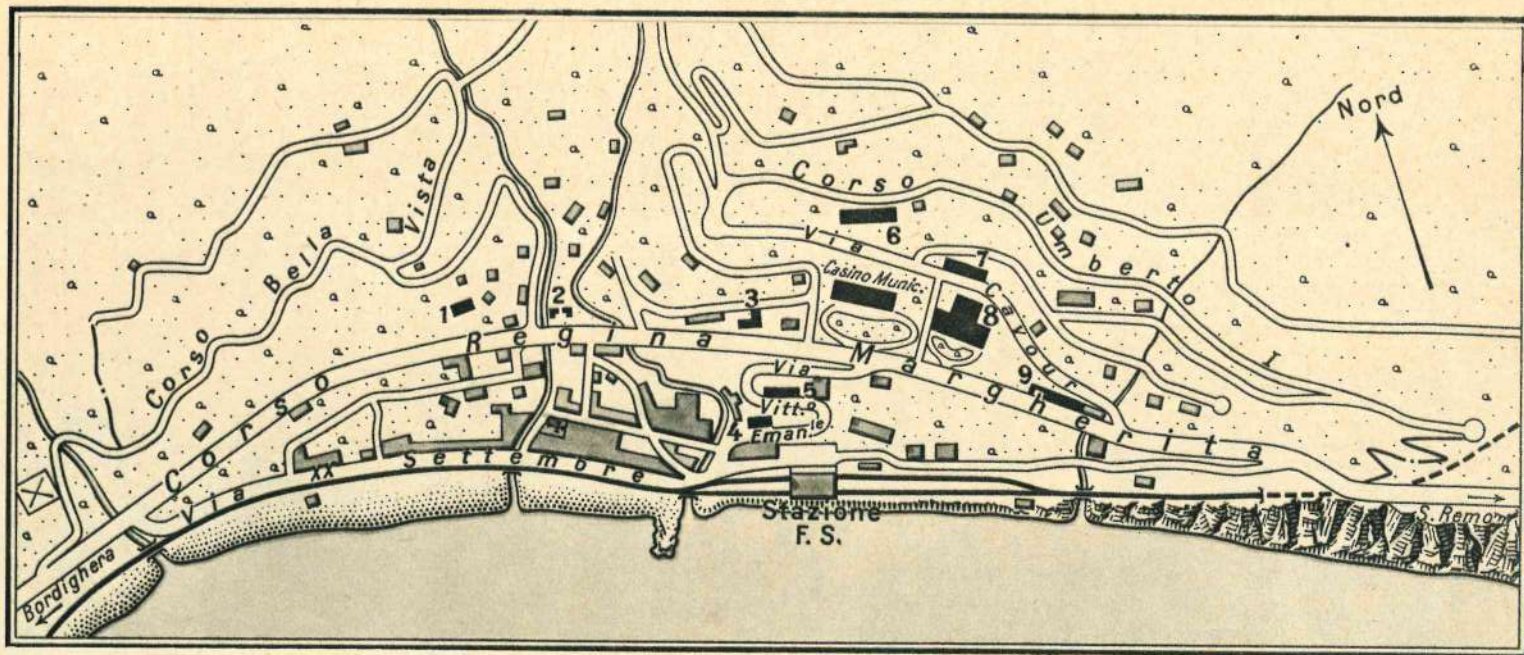 Nord
Corso Bella Vista
Corso Umberto I
Via Cavour
6
7
Casino Munic.
8
1
2
3
Corso Regina Margherita
Via
5
Vitt.º
4
Eman.le
9
Via XX Settembre
Stazione
F. S.
S. Remo
Bordighera